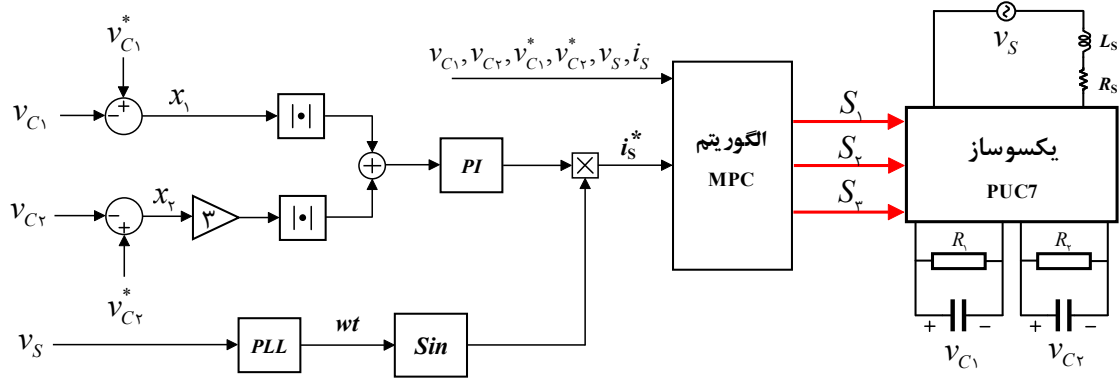 v*C۱
vC۱
x۱
|•|
vC۱, vC۲, v*C۱, v*C۲, vS, iS
vS
LS
RS
PI
i*S
الگوریتم
MPC
S۱
S۲
S۳
یکسوساز
PUC7
vC۲
x۲
۳
|•|
v*C۲
R۱
R۲
+
−
+
−
vC۱
vC۲
vS
PLL
wt
Sin